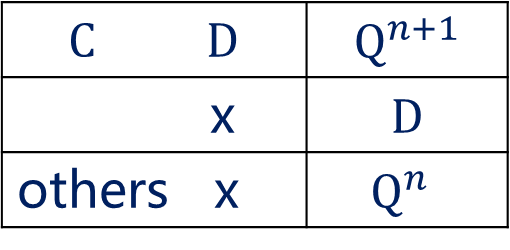 C D Qⁿ⁺¹
x D
others x Qⁿ